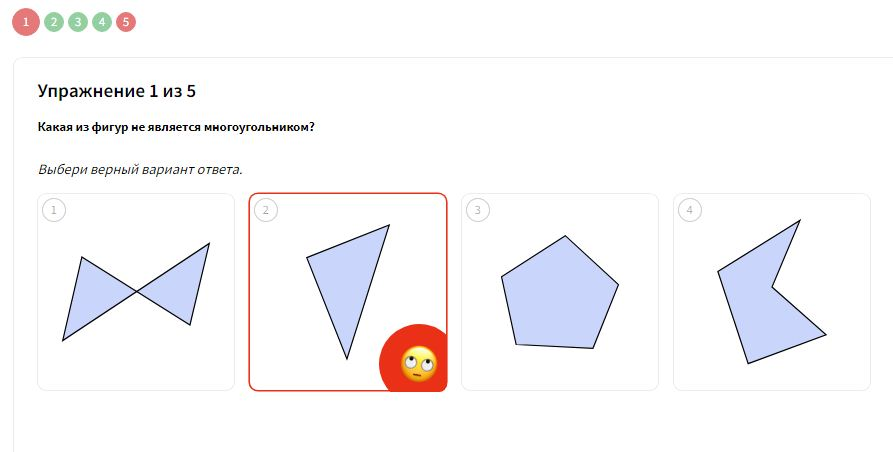 1 2 3 4 5
Упражнение 1 из 5
Какая из фигур не является многоугольником?
Выбери верный вариант ответа.
1 2 3 4